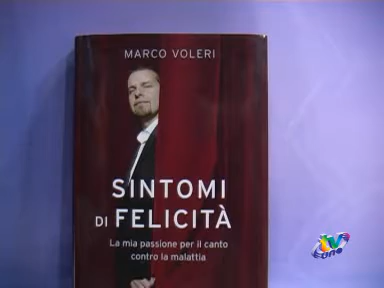 MARCO VOLERI
SINTOMI
DI FELICITÀ
La mia passione per il canto
contro la malattia